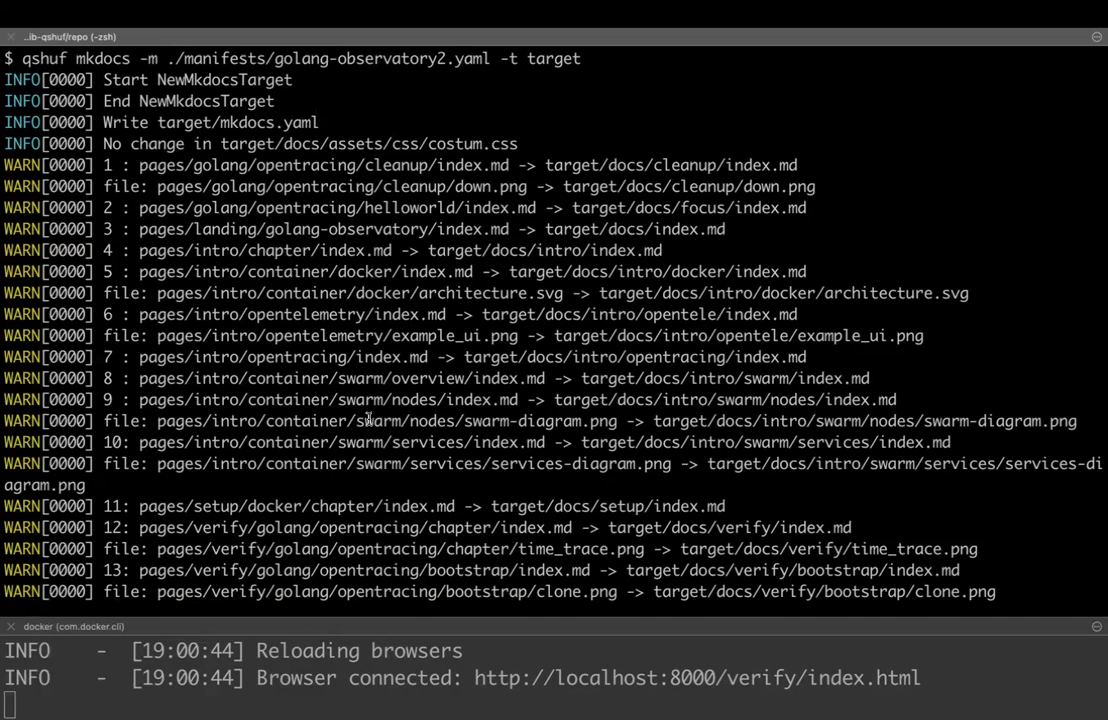 ..ib-qshuf/repo (-zsh)
$ qshuf mkdocs -m ./manifests/golang-observatory2.yaml -t target
INFO[0000] Start NewMkdocsTarget
INFO[0000] End NewMkdocsTarget
INFO[0000] Write target/mkdocs.yaml
INFO[0000] No change in target/docs/assets/css/costum.css
WARN[0000] 1 : pages/golang/opentracing/cleanup/index.md -> target/docs/cleanup/index.md
WARN[0000] file: pages/golang/opentracing/cleanup/down.png -> target/docs/cleanup/down.png
WARN[0000] 2 : pages/golang/opentracing/helloworld/index.md -> target/docs/focus/index.md
WARN[0000] 3 : pages/landing/golang-observatory/index.md -> target/docs/index.md
WARN[0000] 4 : pages/intro/chapter/index.md -> target/docs/intro/index.md
WARN[0000] 5 : pages/intro/container/docker/index.md -> target/docs/intro/docker/index.md
WARN[0000] file: pages/intro/container/docker/architecture.svg -> target/docs/intro/docker/architecture.svg
WARN[0000] 6 : pages/intro/opentelemetry/index.md -> target/docs/intro/opentele/index.md
WARN[0000] file: pages/intro/opentelemetry/example_ui.png -> target/docs/intro/opentele/example_ui.png
WARN[0000] 7 : pages/intro/opentracing/index.md -> target/docs/intro/opentracing/index.md
WARN[0000] 8 : pages/intro/container/swarm/overview/index.md -> target/docs/intro/swarm/index.md
WARN[0000] 9 : pages/intro/container/swarm/nodes/index.md -> target/docs/intro/swarm/nodes/index.md
WARN[0000] file: pages/intro/container/swarm/nodes/swarm-diagram.png -> target/docs/intro/swarm/nodes/swarm-diagram.png
WARN[0000] 10: pages/intro/container/swarm/services/index.md -> target/docs/intro/swarm/services/index.md
WARN[0000] file: pages/intro/container/swarm/services/services-diagram.png -> target/docs/intro/swarm/services/services-di
agram.png
WARN[0000] 11: pages/setup/docker/chapter/index.md -> target/docs/setup/index.md
WARN[0000] 12: pages/verify/golang/opentracing/chapter/index.md -> target/docs/verify/index.md
WARN[0000] file: pages/verify/golang/opentracing/chapter/time_trace.png -> target/docs/verify/time_trace.png
WARN[0000] 13: pages/verify/golang/opentracing/bootstrap/index.md -> target/docs/verify/bootstrap/index.md
WARN[0000] file: pages/verify/golang/opentracing/bootstrap/clone.png -> target/docs/verify/bootstrap/clone.png
docker (com.docker.cli)
INFO - [19:00:44] Reloading browsers
INFO - [19:00:44] Browser connected: http://localhost:8000/verify/index.html